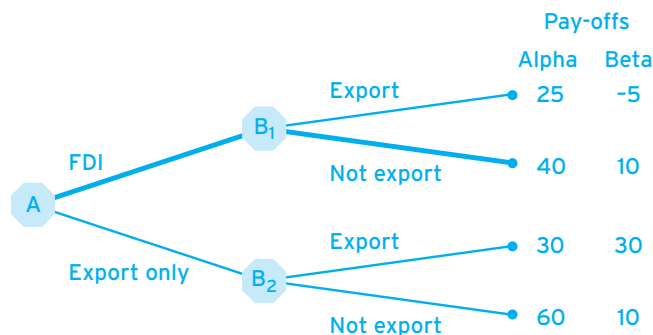 Pay-offs
Alpha Beta
Export 25 -5
B1
FDI
Not export 40 10
A
Export 30 30
Export only
B2
Not export 60 10